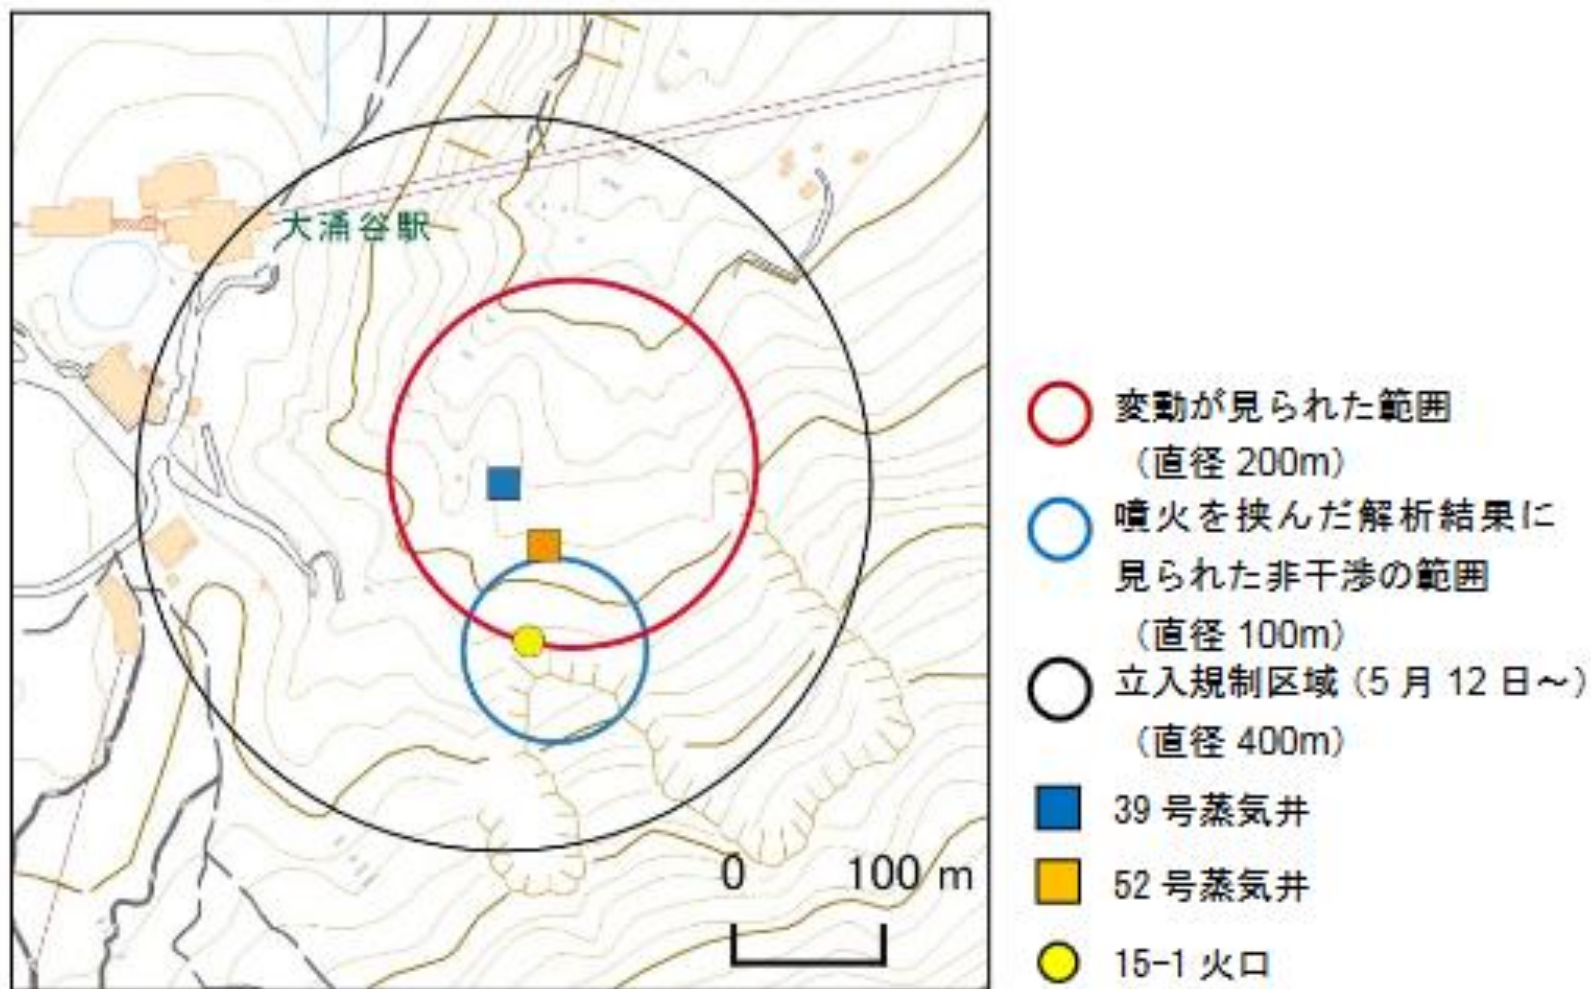 大涌谷駅
0 100 m
変動が見られた範囲
（直径 200m）
噴火を挟んだ解析結果に
見られた非干渉の範囲
（直径 100m）
立入規制区域（5 月 12 日～）
（直径 400m）
39 号蒸気井
52 号蒸気井
15-1 火口